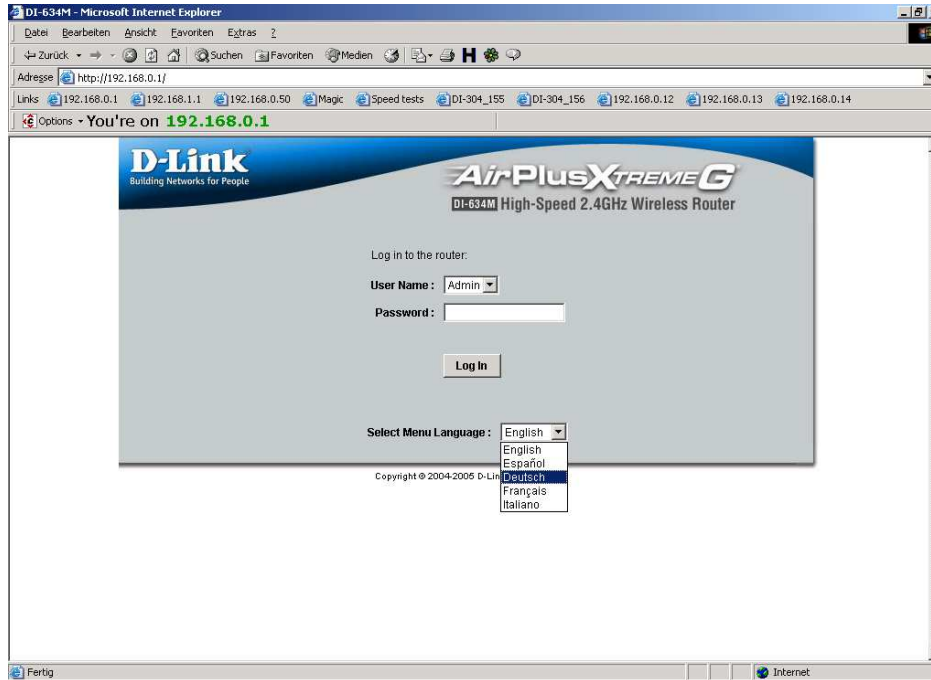 DI-634M - Microsoft Internet Explorer
Datei Bearbeiten Ansicht Favoriten Extras ?
Zurück Suchen Favoriten Medien H
Adresse http://192.168.0.1/
Links 192.168.0.1 192.168.1.1 192.168.0.50 Magic Speed tests DI-304_155 DI-304_156 192.168.0.12 192.168.0.13 192.168.0.14
Options - You're on 192.168.0.1
D-Link
Building Networks for People
AirPlus XTREME G
DI-634M High-Speed 2.4GHz Wireless Router
Log in to the router:
User Name : Admin
Password :
Log In
Select Menu Language : English
English
Español
Deutsch
Français
Italiano
Copyright © 2004-2005 D-Lin
Fertig Internet